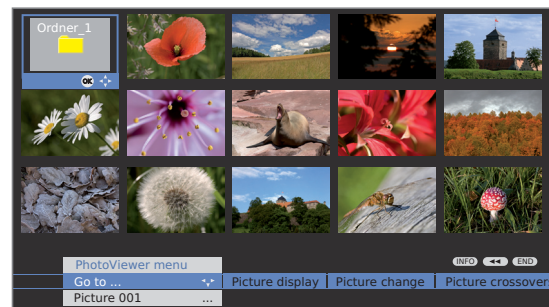 Ordner_1
OK
INFO ◄◄ END
PhotoViewer menu
Go to ... Picture display Picture change Picture crossover
Picture 001 ...